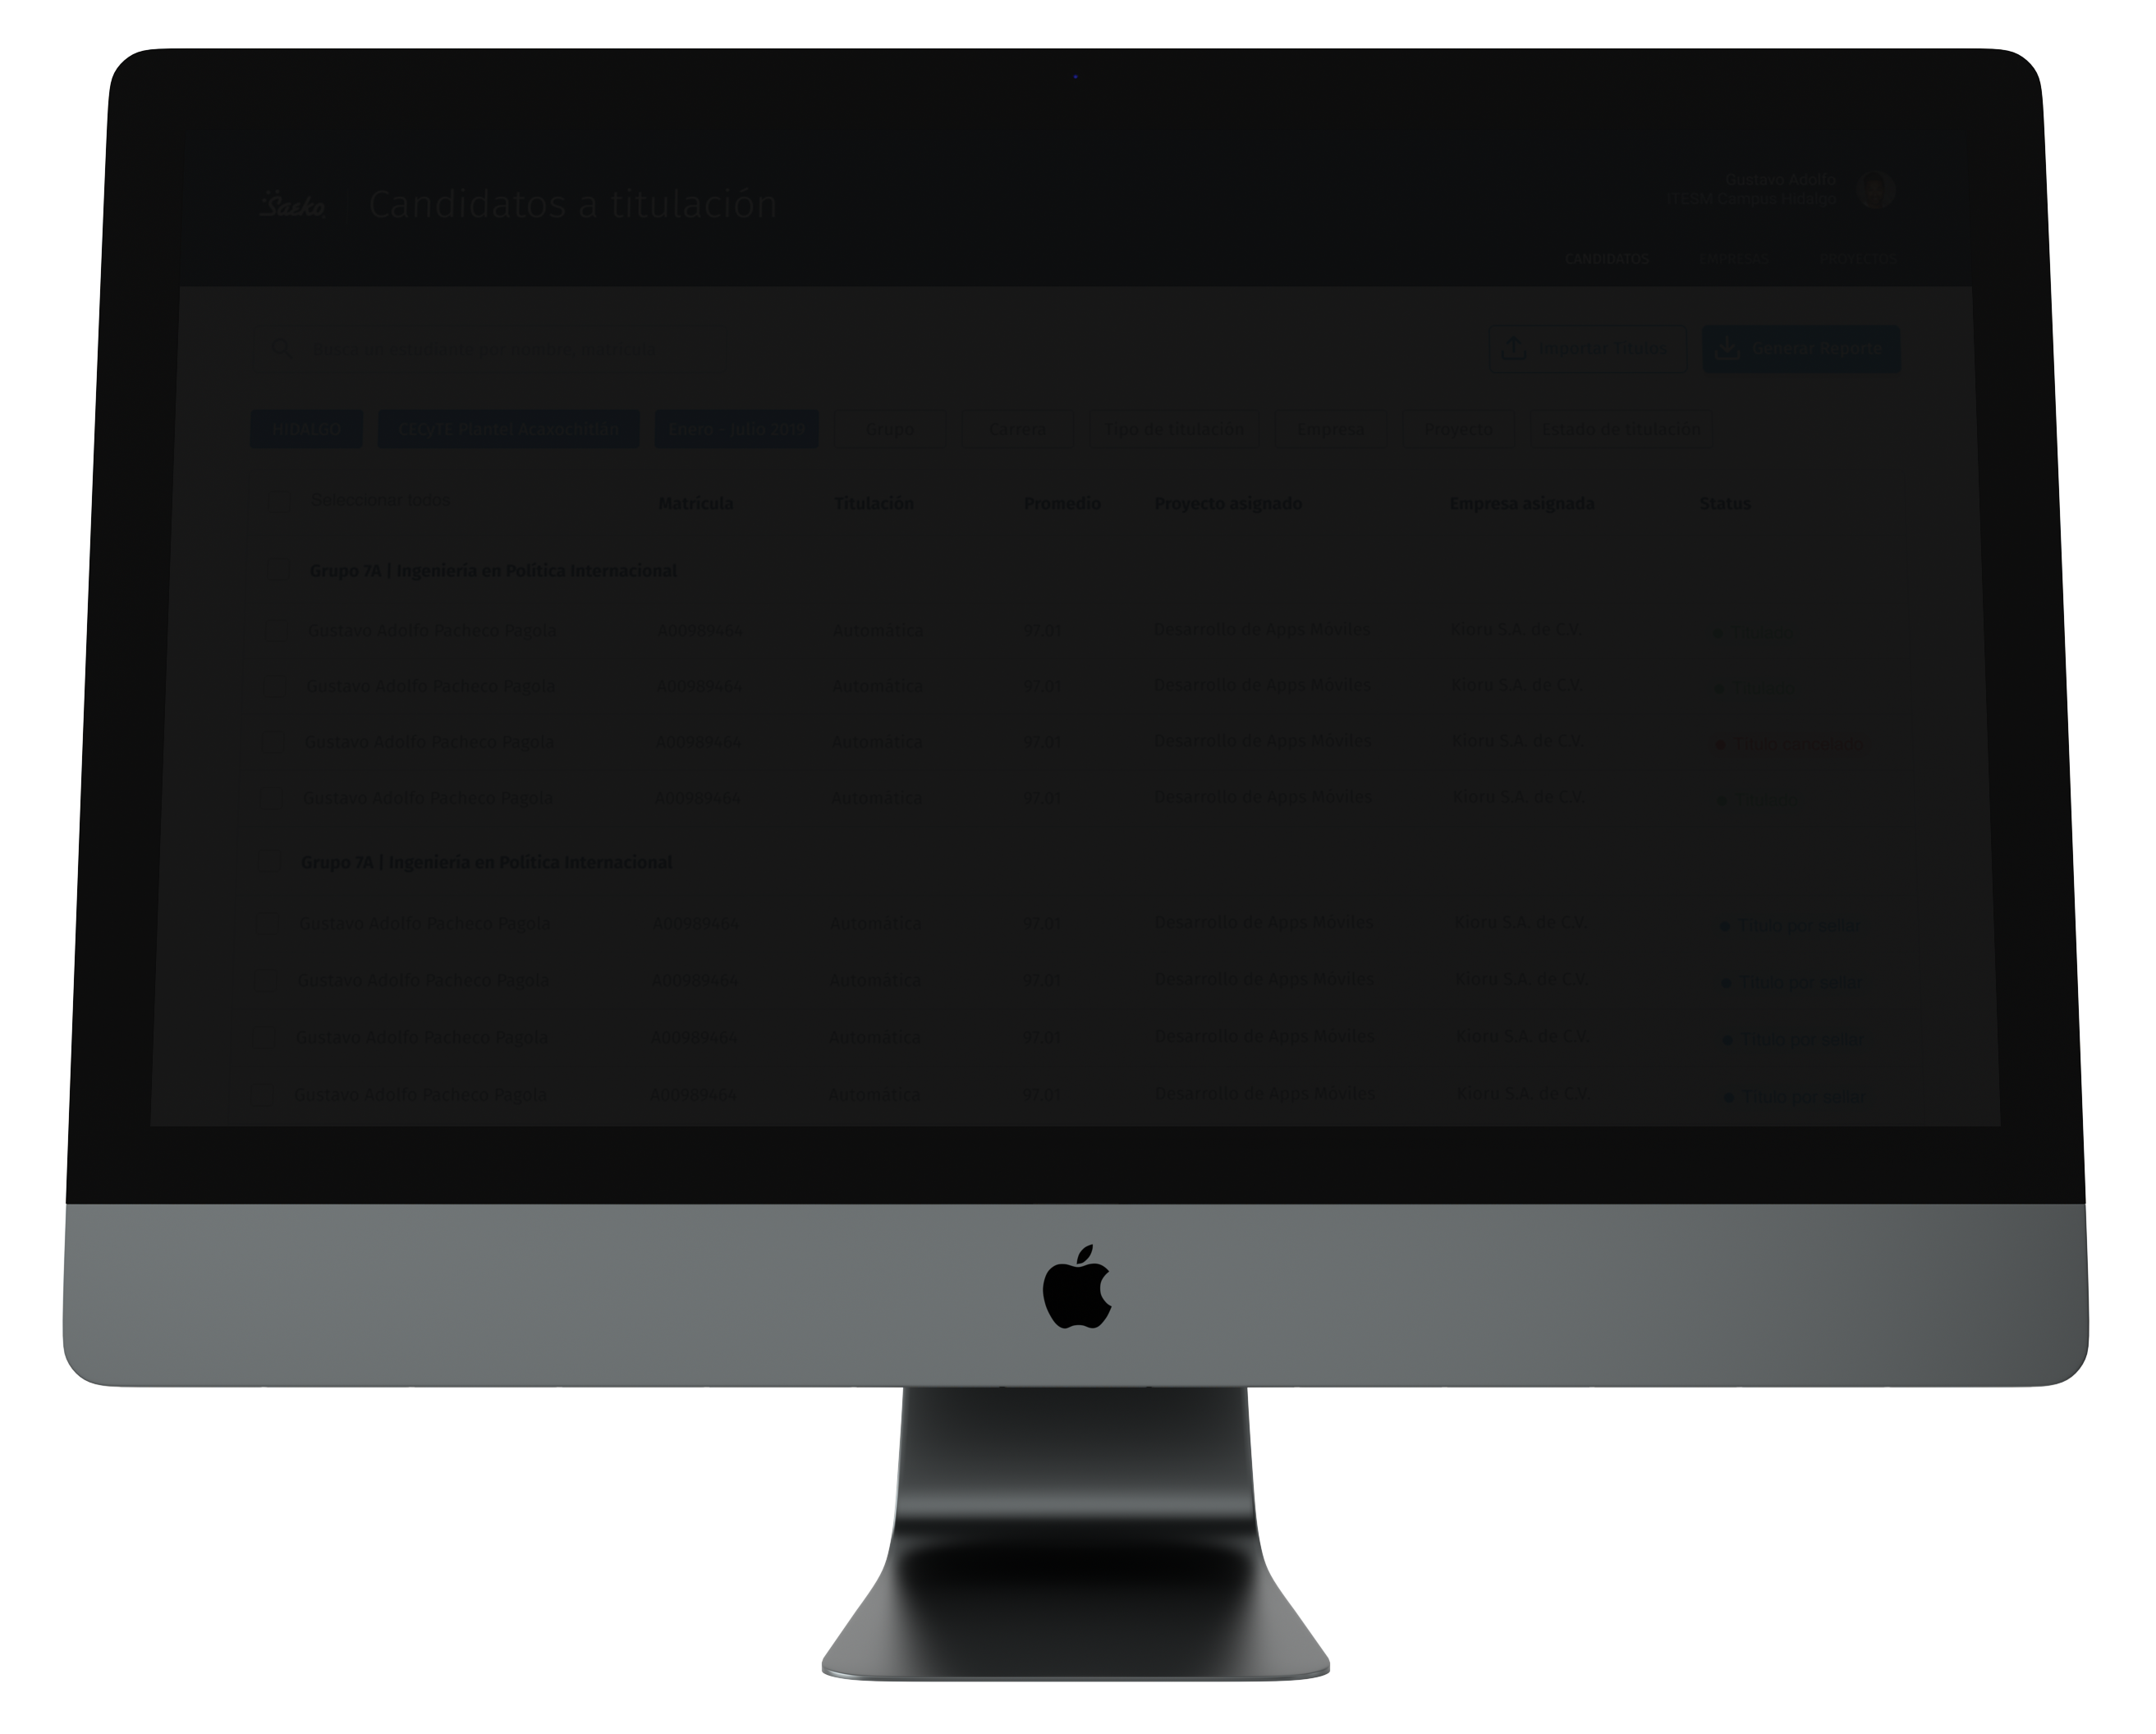 Saeko | Candidatos a titulación
Gustavo Adolfo
ITESM Campus Hidalgo
CANDIDATOS EMPRESAS PROYECTOS
Busca un estudiante por nombre, matrícula
Importar Títulos Generar Reporte
HIDALGO CECyTE Plantel Acaxochitlán Enero - Julio 2019 Grupo Carrera Tipo de titulación Empresa Proyecto Estado de titulación
Seleccionar todos Matrícula Titulación Promedio Proyecto asignado Empresa asignada Status
Grupo 7A | Ingeniería en Política Internacional
Gustavo Adolfo Pacheco Pagola A00989464 Automática 97.01 Desarrollo de Apps Móviles Kioru S.A. de C.V. Titulado
Gustavo Adolfo Pacheco Pagola A00989464 Automática 97.01 Desarrollo de Apps Móviles Kioru S.A. de C.V. Titulado
Gustavo Adolfo Pacheco Pagola A00989464 Automática 97.01 Desarrollo de Apps Móviles Kioru S.A. de C.V. Título cancelado
Gustavo Adolfo Pacheco Pagola A00989464 Automática 97.01 Desarrollo de Apps Móviles Kioru S.A. de C.V. Titulado
Grupo 7A | Ingeniería en Política Internacional
Gustavo Adolfo Pacheco Pagola A00989464 Automática 97.01 Desarrollo de Apps Móviles Kioru S.A. de C.V. Título por sellar
Gustavo Adolfo Pacheco Pagola A00989464 Automática 97.01 Desarrollo de Apps Móviles Kioru S.A. de C.V. Título por sellar
Gustavo Adolfo Pacheco Pagola A00989464 Automática 97.01 Desarrollo de Apps Móviles Kioru S.A. de C.V. Título por sellar
Gustavo Adolfo Pacheco Pagola A00989464 Automática 97.01 Desarrollo de Apps Móviles Kioru S.A. de C.V. Título por sellar